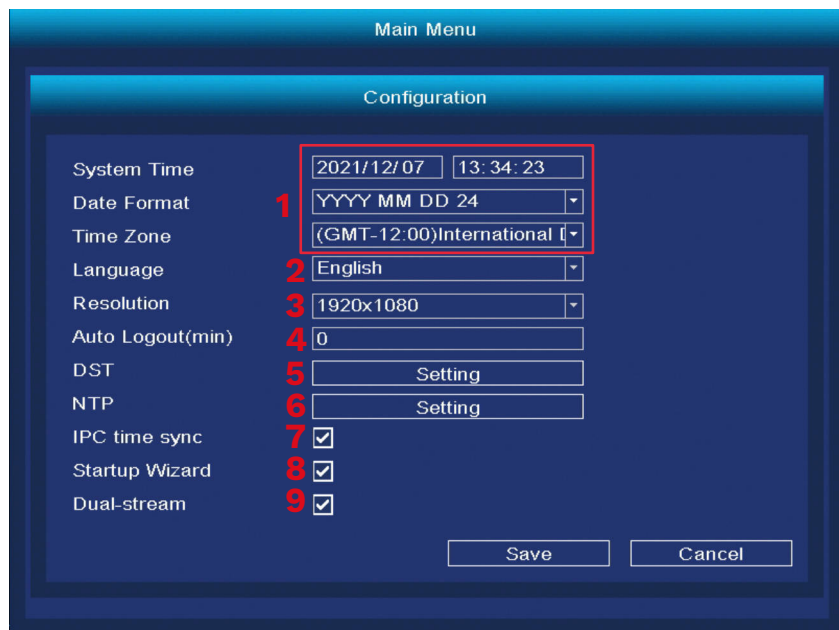 Main Menu
Configuration
System Time 2021/12/07 13:34:23
Date Format 1 YYYY MM DD 24
Time Zone (GMT-12:00)International D
Language 2 English
Resolution 3 1920x1080
Auto Logout(min) 4 0
DST 5 Setting
NTP 6 Setting
IPC time sync 7
Startup Wizard 8
Dual-stream 9
Save Cancel